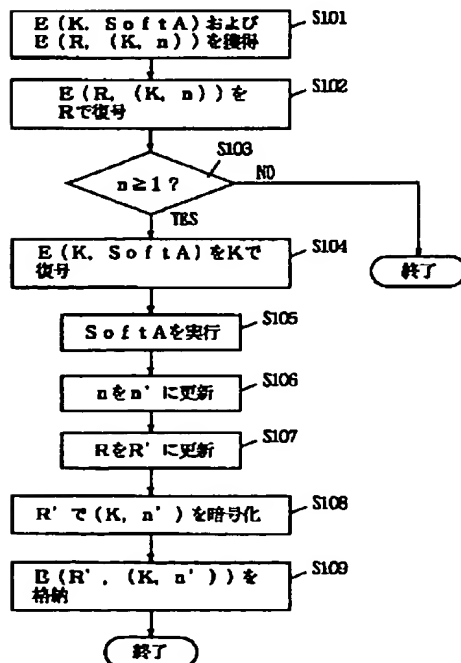 E（K，SoftA）および
E（R，（K，n））を獲得
S101
E（R，（K，n））を
Rで復号
S102
n≧1？
S103
NO
YES
E（K，SoftA）をKで
復号
S104
終了
SoftAを実行
S105
nをn’に更新
S106
RをR’に更新
S107
R’で（K，n’）を暗号化
S108
E（R’，（K，n’））を
格納
S109
終了